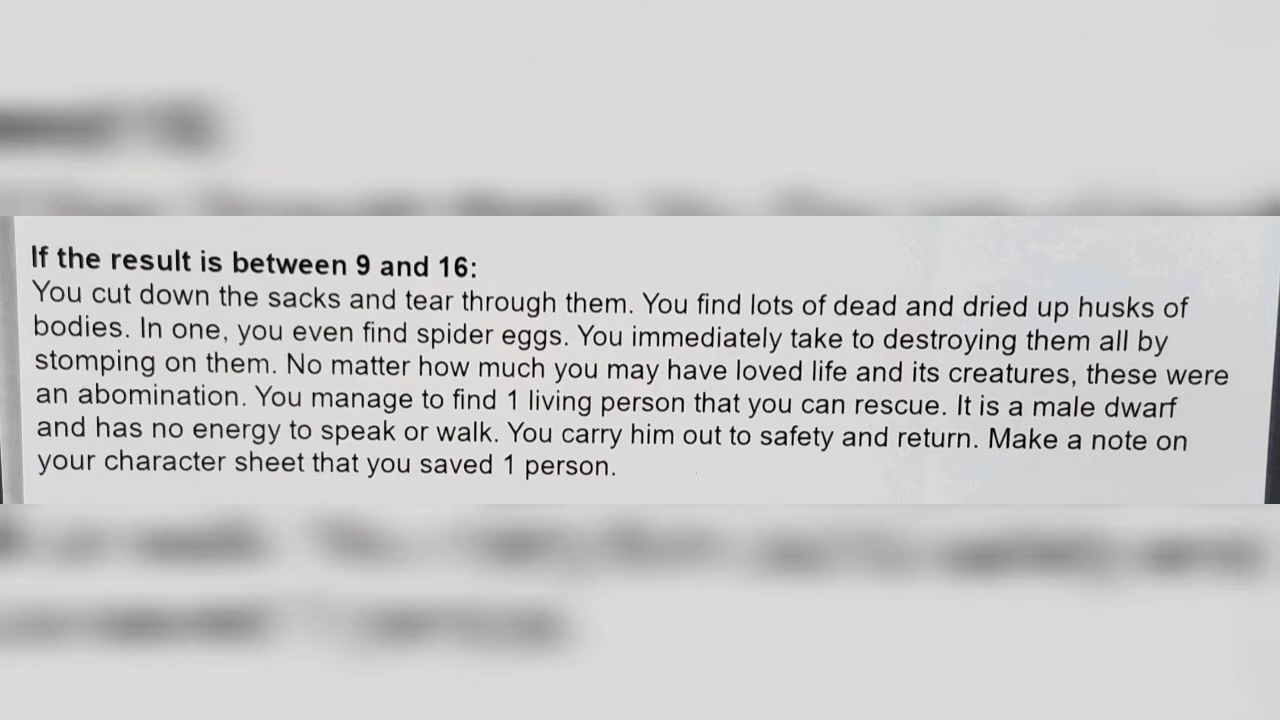 If the result is between 9 and 16:
You cut down the sacks and tear through them. You find lots of dead and dried up husks of
bodies. In one, you even find spider eggs. You immediately take to destroying them all by
stomping on them. No matter how much you may have loved life and its creatures, these were
an abomination. You manage to find 1 living person that you can rescue. It is a male dwarf
and has no energy to speak or walk. You carry him out to safety and return. Make a note on
your character sheet that you saved 1 person.